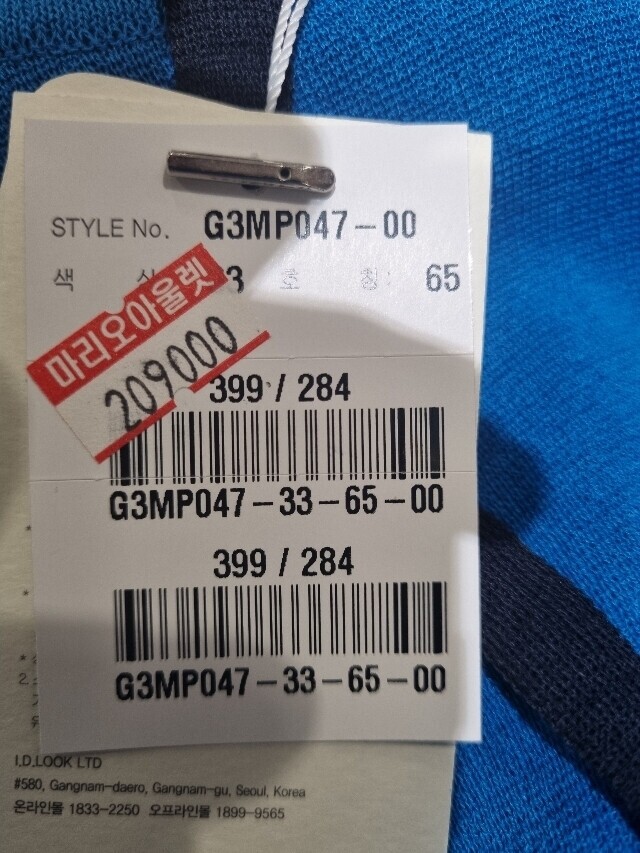 STYLE No. G3MP047-00
색 3 호 칭: 65
마리오아울렛
209000
399 / 284
G3MP047-33-65-00
399 / 284
G3MP047-33-65-00
2.
I.D.LOOK LTD
#580, Gangnam-daero, Gangnam-gu, Seoul, Korea
온라인몰 1833-2250 오프라인몰 1899-9565